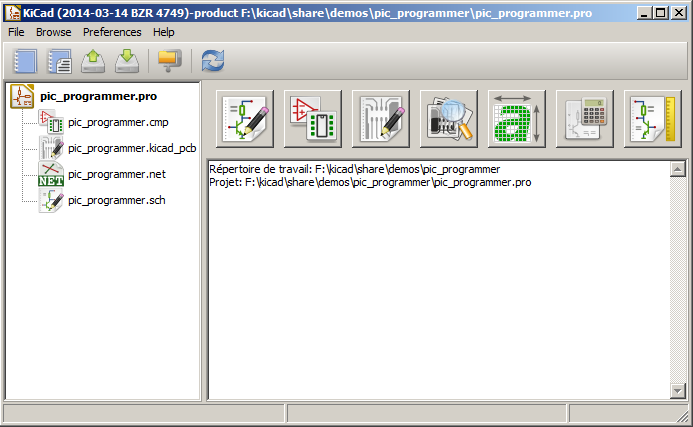 KiCad (2014-03-14 BZR 4749)-product F:\kicad\share\demos\pic_programmer\pic_programmer.pro
File Browse Preferences Help
pic_programmer.pro
pic_programmer.cmp
pic_programmer.kicad_pcb
NET pic_programmer.net
pic_programmer.sch
a
Répertoire de travail: F:\kicad\share\demos\pic_programmer
Projet: F:\kicad\share\demos\pic_programmer\pic_programmer.pro